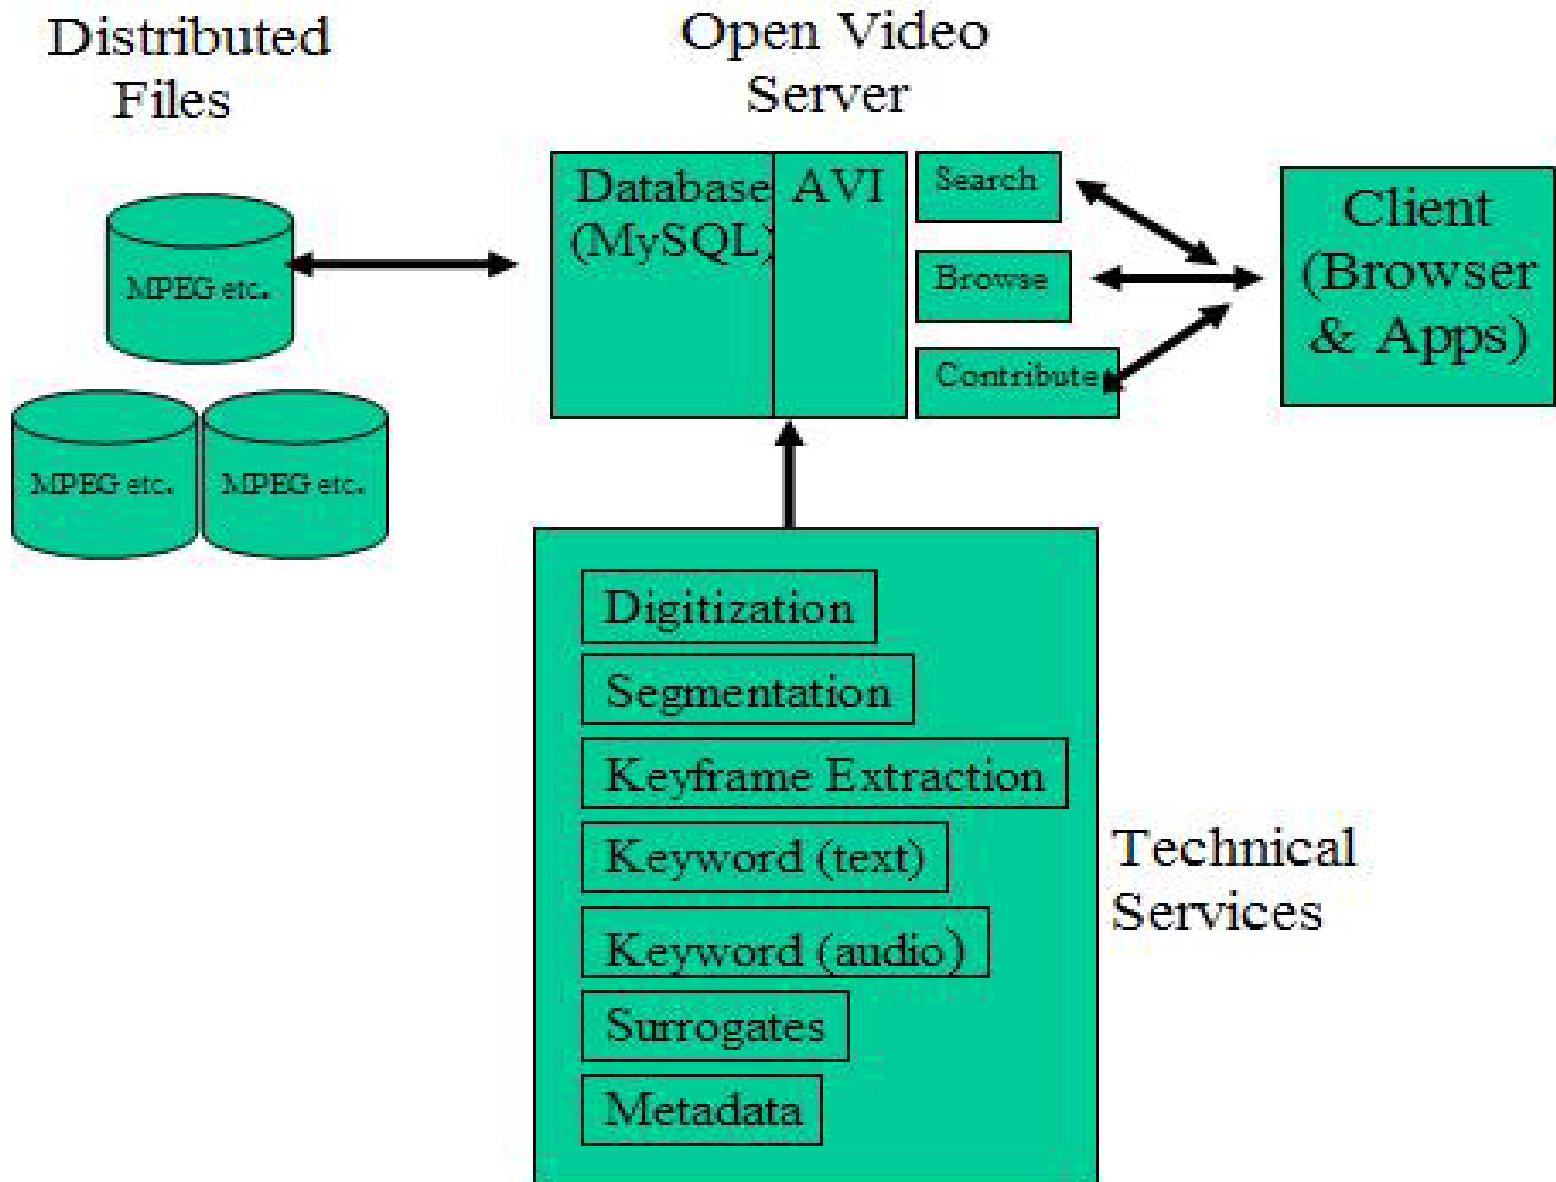 Distributed
Files
Open Video
Server
MPEG etc.
MPEG etc.
MPEG etc.
Database
(MySQL)
AVI
Search
Browse
Contribute
Client
(Browser
& Apps)
Digitization
Segmentation
Keyframe Extraction
Keyword (text)
Keyword (audio)
Surrogates
Metadata
Technical
Services